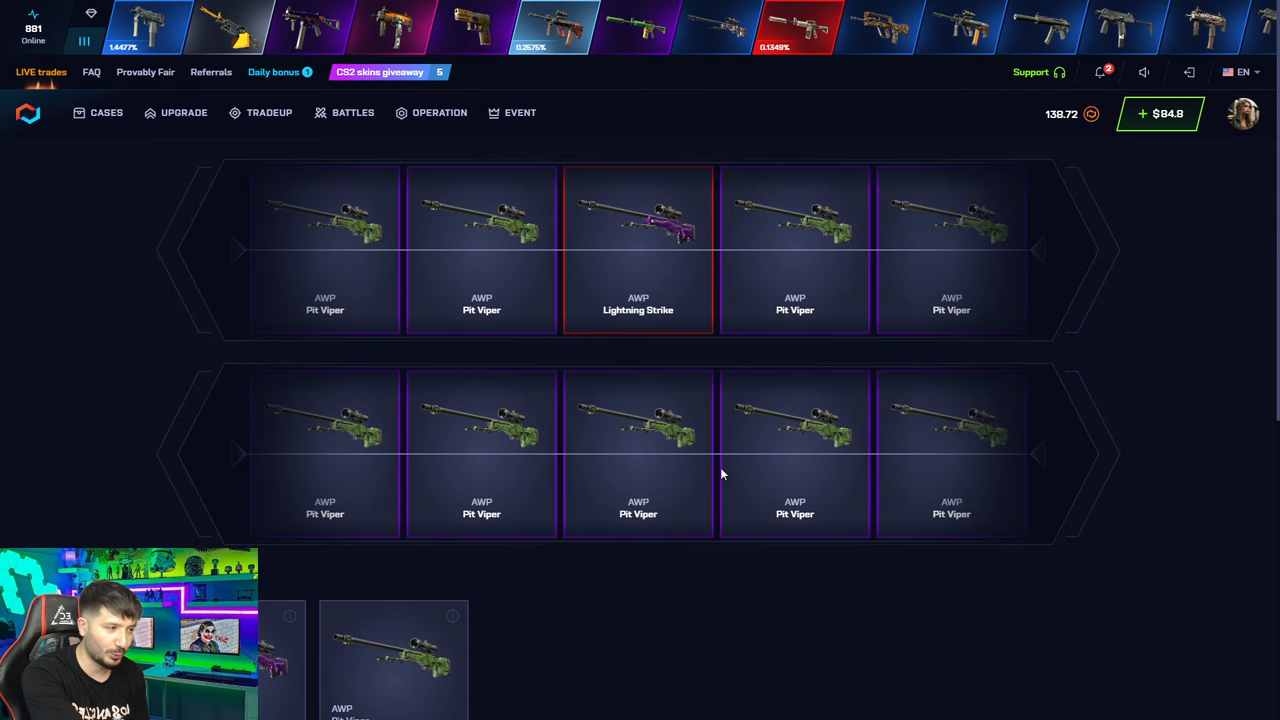 881
Online
1.4477%
0.2575%
0.1349%
LIVE trades
FAQ
Provably Fair
Referrals
Daily bonus 1
CS2 skins giveaway 5
Support
2
EN
CASES
UPGRADE
TRADEUP
BATTLES
OPERATION
EVENT
138.72
+ $84.8
AWP
Pit Viper
AWP
Pit Viper
AWP
Lightning Strike
AWP
Pit Viper
AWP
Pit Viper
AWP
Pit Viper
AWP
Pit Viper
AWP
Pit Viper
AWP
Pit Viper
AWP
Pit Viper
AWP
Pit Viper